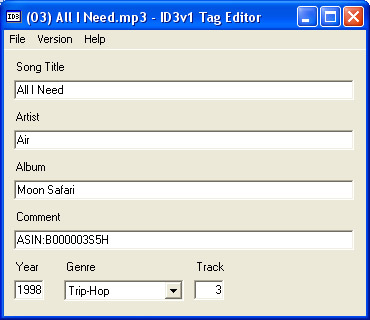 ID3 (03) All I Need.mp3 - ID3v1 Tag Editor
File Version Help
Song Title
All I Need
Artist
Air
Album
Moon Safari
Comment
ASIN:B000003S5H
Year Genre Track
1998 Trip-Hop 3